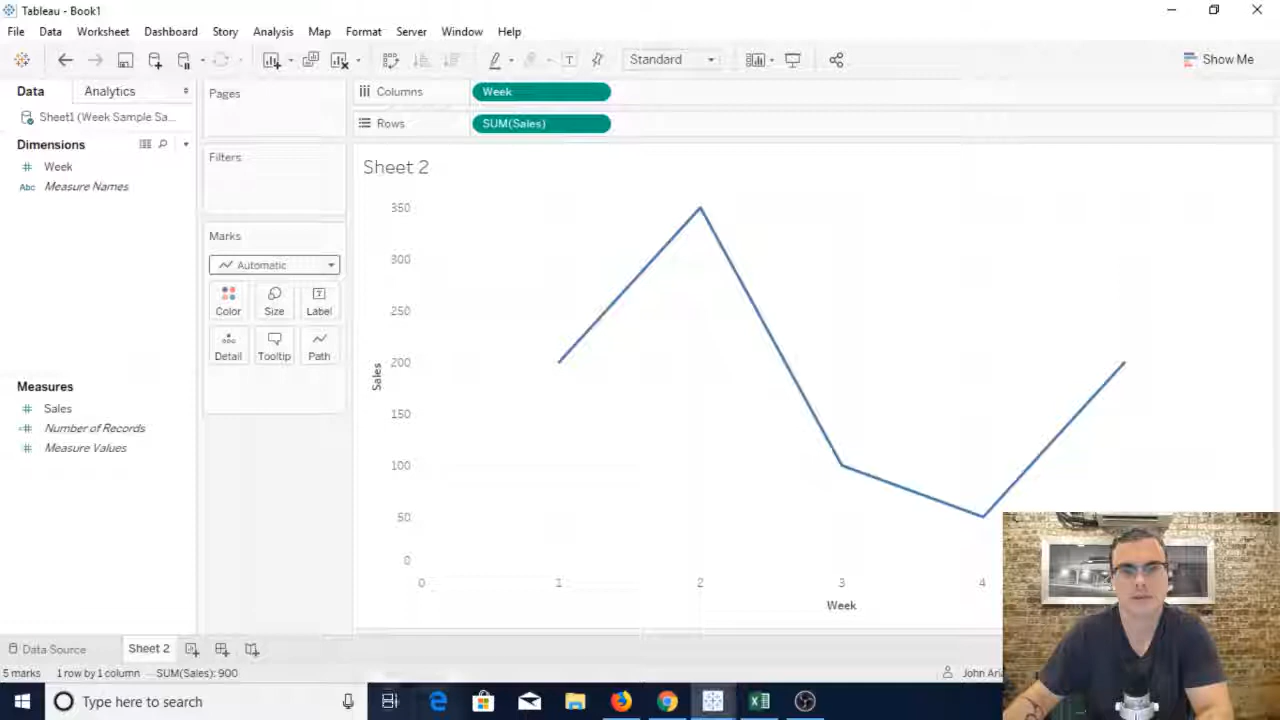 Tableau - Book1
File Data Worksheet Dashboard Story Analysis Map Format Server Window Help
Standard
Show Me
Data Analytics
Pages
Columns Week
Sheet1 (Week Sample Sa...
Rows SUM(Sales)
Dimensions
Filters
Week
Abc Measure Names
Sheet 2
Marks
Automatic
Color Size Label
Detail Tooltip Path
Measures
Sales
Number of Records
Measure Values
350
300
250
200
150
100
50
0
Sales
0 1 2 3 4
Week
Data Source Sheet 2
5 marks 1 row by 1 column SUM(Sales): 900
John
Type here to search